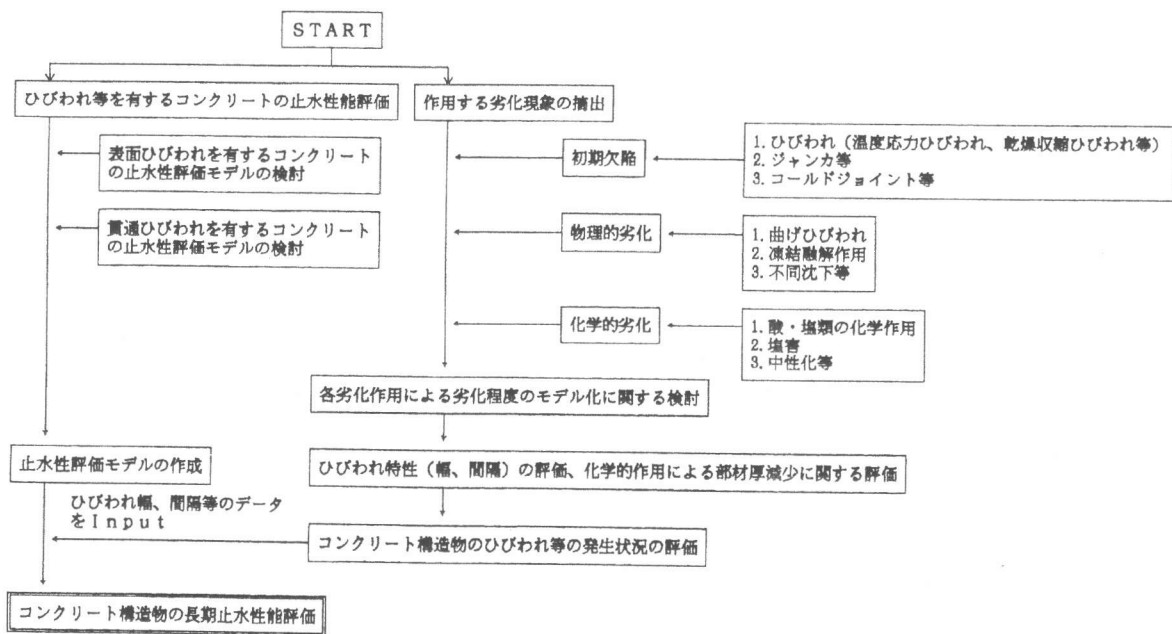 START
ひびわれ等を有するコンクリートの止水性能評価
作用する劣化現象の摘出
表面ひびわれを有するコンクリート
の止水性評価モデルの検討
初期欠陥
1. ひびわれ（温度応力ひびわれ、乾燥収縮ひびわれ等）
2. ジャンカ等
3. コールドジョイント等
貫通ひびわれを有するコンクリート
の止水性評価モデルの検討
物理的劣化
1. 曲げひびわれ
2. 凍結融解作用
3. 不同沈下等
化学的劣化
1. 酸・塩類の化学作用
2. 塩害
3. 中性化等
各劣化作用による劣化程度のモデル化に関する検討
止水性評価モデルの作成
ひびわれ特性（幅、間隔）の評価、化学的作用による部材厚減少に関する評価
ひびわれ幅、間隔等のデータ
をInput
コンクリート構造物のひびわれ等の発生状況の評価
コンクリート構造物の長期止水性能評価